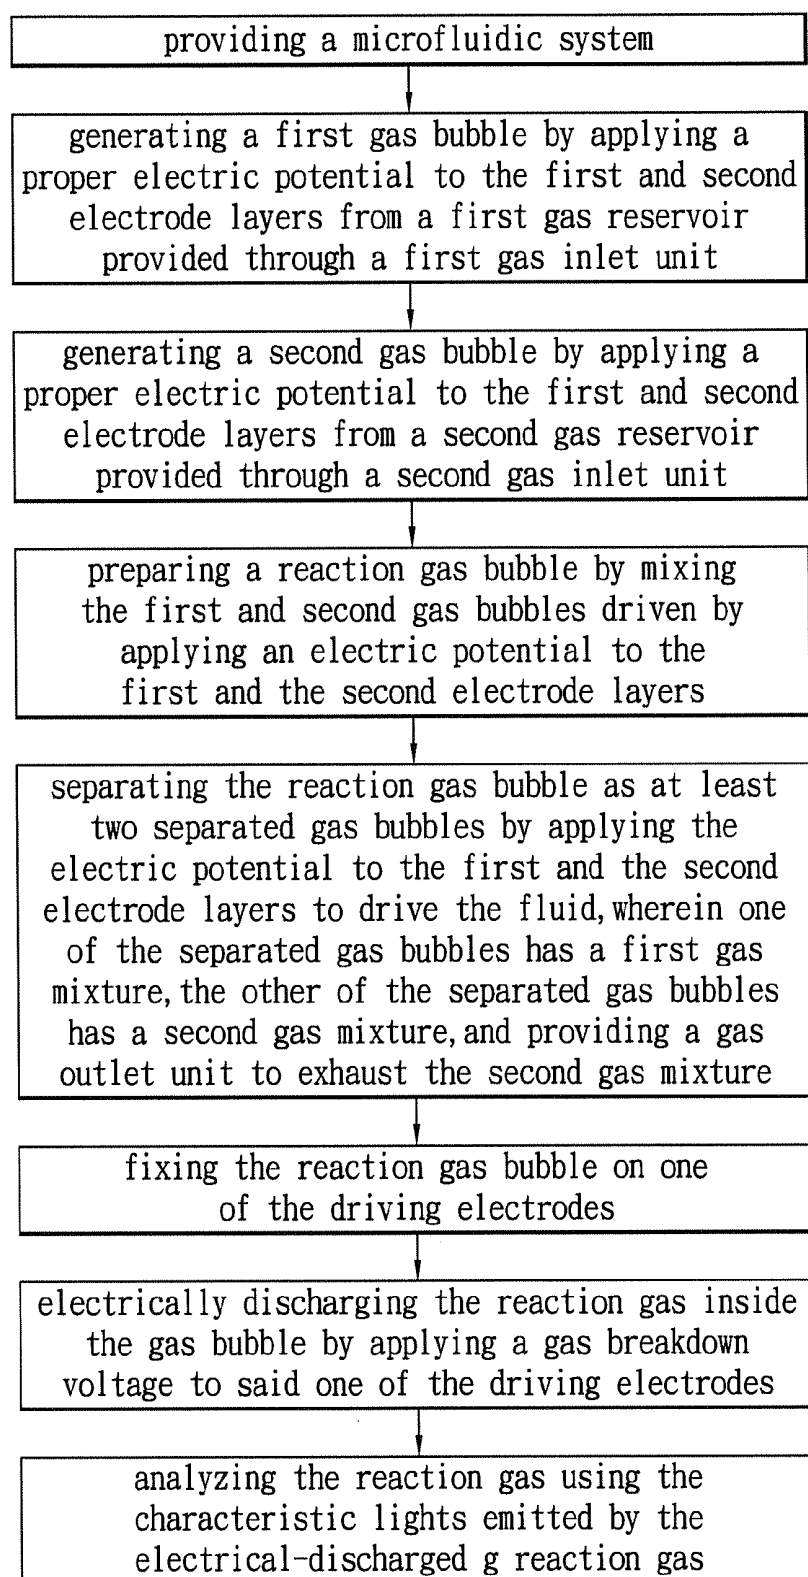 providing a microfluidic system
generating a first gas bubble by applying a
proper electric potential to the first and second
electrode layers from a first gas reservoir
provided through a first gas inlet unit
generating a second gas bubble by applying a
proper electric potential to the first and second
electrode layers from a second gas reservoir
provided through a second gas inlet unit
preparing a reaction gas bubble by mixing
the first and second gas bubbles driven by
applying an electric potential to the
first and the second electrode layers
separating the reaction gas bubble as at least
two separated gas bubbles by applying the
electric potential to the first and the second
electrode layers to drive the fluid, wherein one
of the separated gas bubbles has a first gas
mixture, the other of the separated gas bubbles
has a second gas mixture, and providing a gas
outlet unit to exhaust the second gas mixture
fixing the reaction gas bubble on one
of the driving electrodes
electrically discharging the reaction gas inside
the gas bubble by applying a gas breakdown
voltage to said one of the driving electrodes
analyzing the reaction gas using the
characteristic lights emitted by the
electrical-discharged g reaction gas